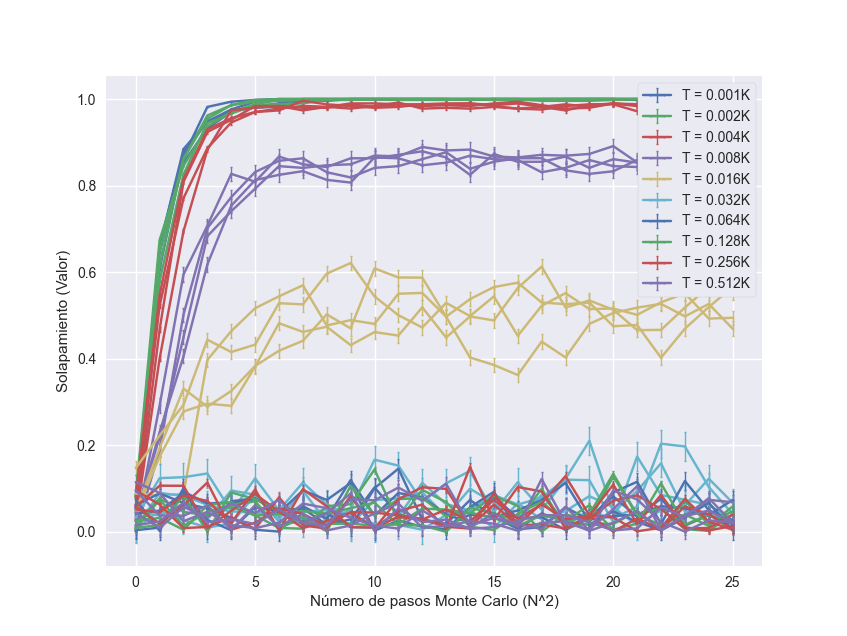 1.0
0.8
0.6
0.4
0.2
0.0
Solapamiento (Valor)
T = 0.001K
T = 0.002K
T = 0.004K
T = 0.008K
T = 0.016K
T = 0.032K
T = 0.064K
T = 0.128K
T = 0.256K
T = 0.512K
0 5 10 15 20 25
Número de pasos Monte Carlo (N^2)